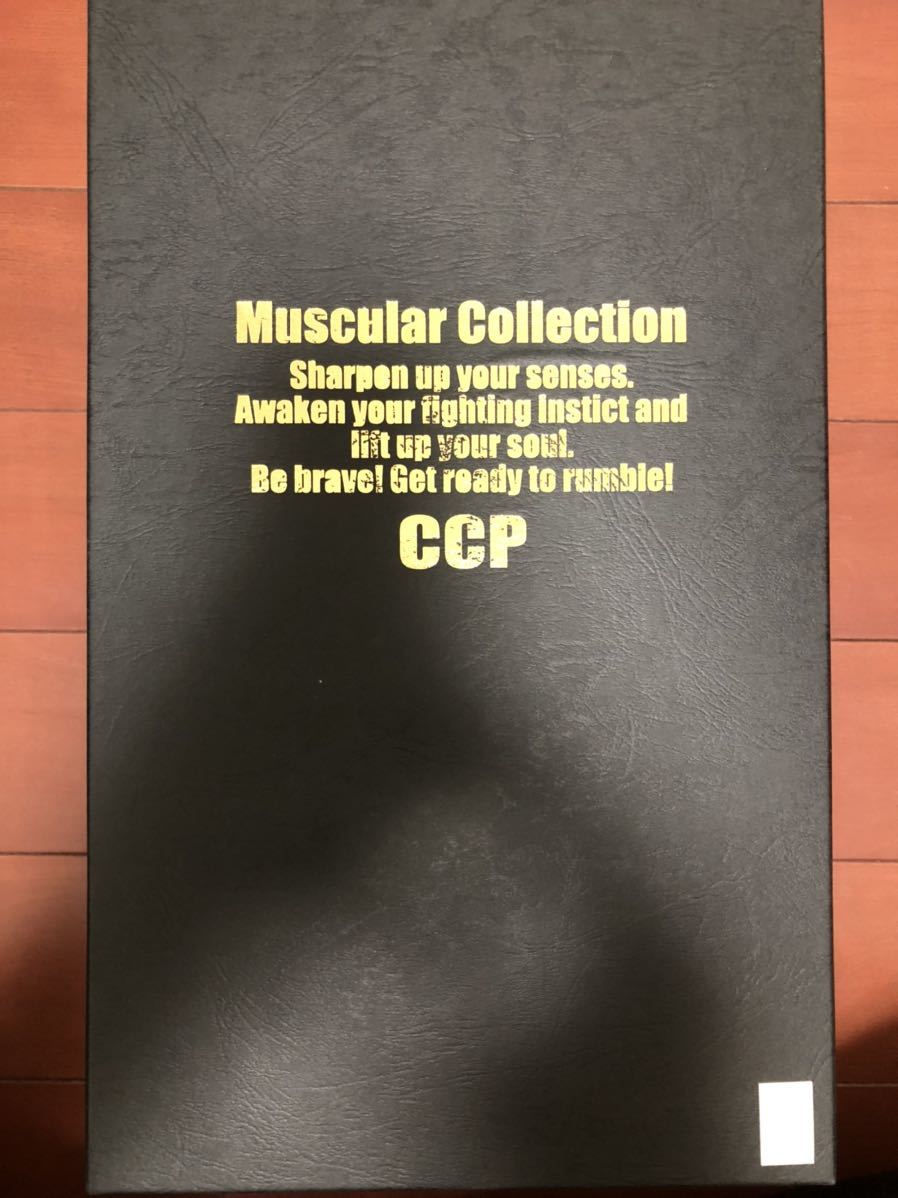 Muscular Collection
Sharpen up your senses.
Awaken your fighting Instict and
lift up your soul.
Be brave! Get ready to rumble!
CCP